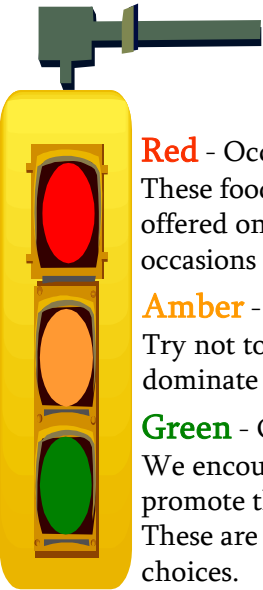 Red - Occ
These food
offered on
occasions
Amber -
Try not to
dominate
Green -
We encou
promote th
These are
choices.